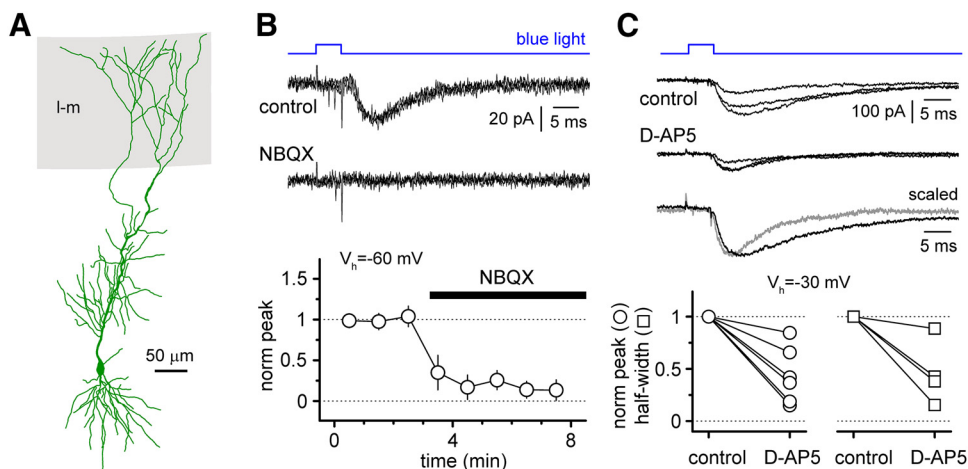 A
l-m
50 μm
B
blue light
control
20 pA
5 ms
NBQX
Vh=-60 mV
NBQX
norm peak
1.5
1
0.5
0
0
4
8
time (min)
C
control
100 pA
5 ms
D-AP5
scaled
5 ms
Vh=-30 mV
norm peak (○)
half-width (□)
1
0.5
0
control
D-AP5
control
D-AP5